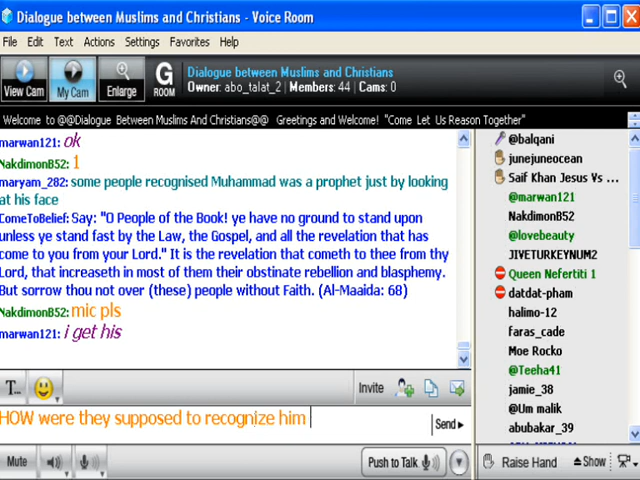 Dialogue between Muslims and Christians - Voice Room
File Edit Text Actions Settings Favorites Help
View Cam
My Cam
Enlarge
G
ROOM
Dialogue between Muslims and Christians
Owner: abo_talat_2 | Members: 44 | Cams: 0
Welcome to @@Dialogue Between Muslims And Christians@@ Greetings and Welcome! "Come Let Us Reason Together"
marwan121: ok
NakdimonB52: 1
maryam_282: some people recognised Muhammad was a prophet just by looking
at his face
ComeToBelief: Say: "O People of the Book! ye have no ground to stand upon
unless ye stand fast by the Law, the Gospel, and all the revelation that has
come to you from your Lord." It is the revelation that cometh to thee from thy
Lord, that increaseth in most of them their obstinate rebellion and blasphemy.
But sorrow thou not over (these) people without Faith. (Al-Maaida: 68)
NakdimonB52: mic pls
marwan121: i get his
@balqani
junejuneocean
Saif Khan Jesus Vs ...
@marwan121
NakdimonB52
@lovebeauty
JIVETURKEYNUM2
Queen Nefertiti 1
datdat-pham
halimo-12
faras_cade
Moe Rocko
@Teeha41
jamie_38
@Um malik
abubakar_39
T...
Invite
HOW were they supposed to recognize him
Send
Mute
Push to Talk
Raise Hand
Show